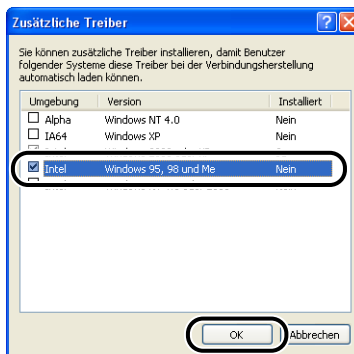 Zusätzliche Treiber
Sie können zusätzliche Treiber installieren, damit Benutzer
folgender Systeme diese Treiber bei der Verbindungsherstellung
automatisch laden können.
Umgebung Version Installiert
Alpha Windows NT 4.0 Nein
IA64 Windows XP Nein
Intel Windows 95, 98 und Me Nein
OK Abbrechen